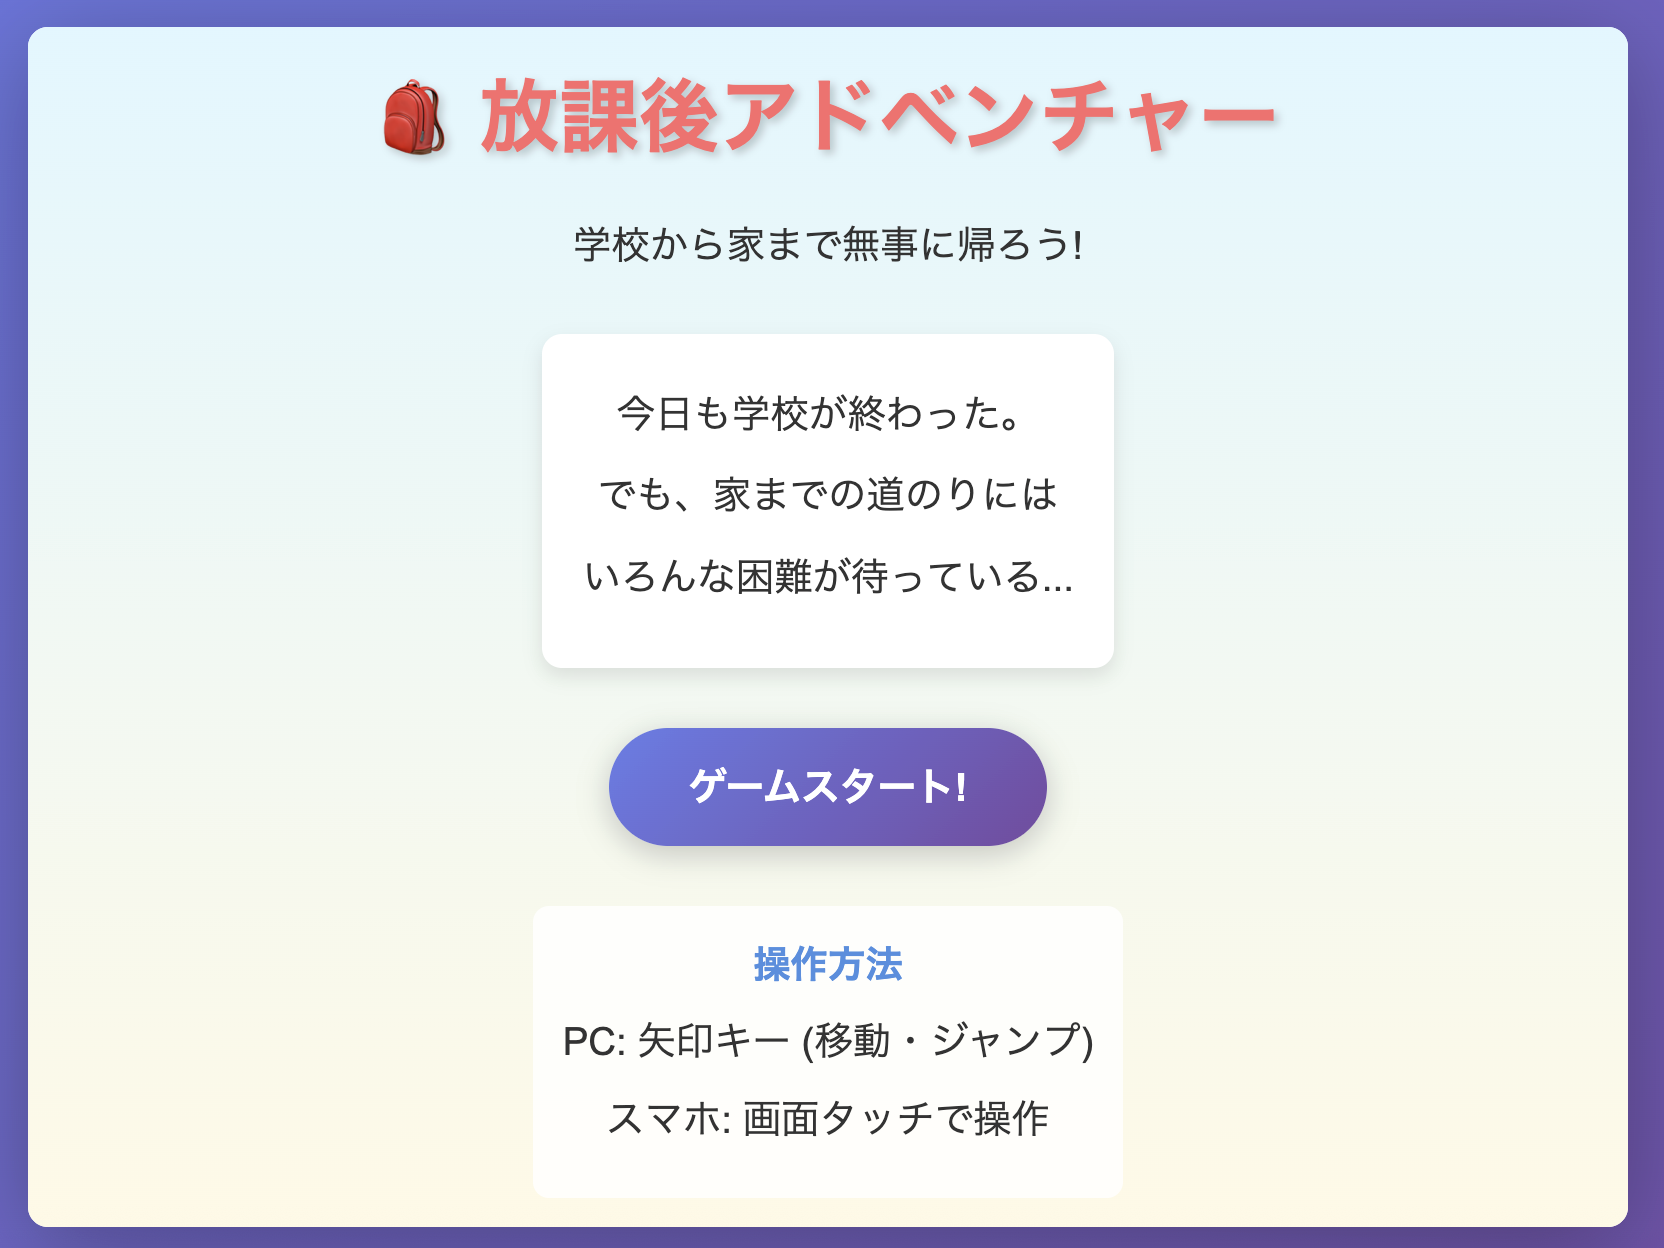 放課後アドベンチャー
学校から家まで無事に帰ろう!
今日も学校が終わった。
でも、家までの道のりには
いろんな困難が待っている...
ゲームスタート!
操作方法
PC: 矢印キー (移動・ジャンプ)
スマホ: 画面タッチで操作